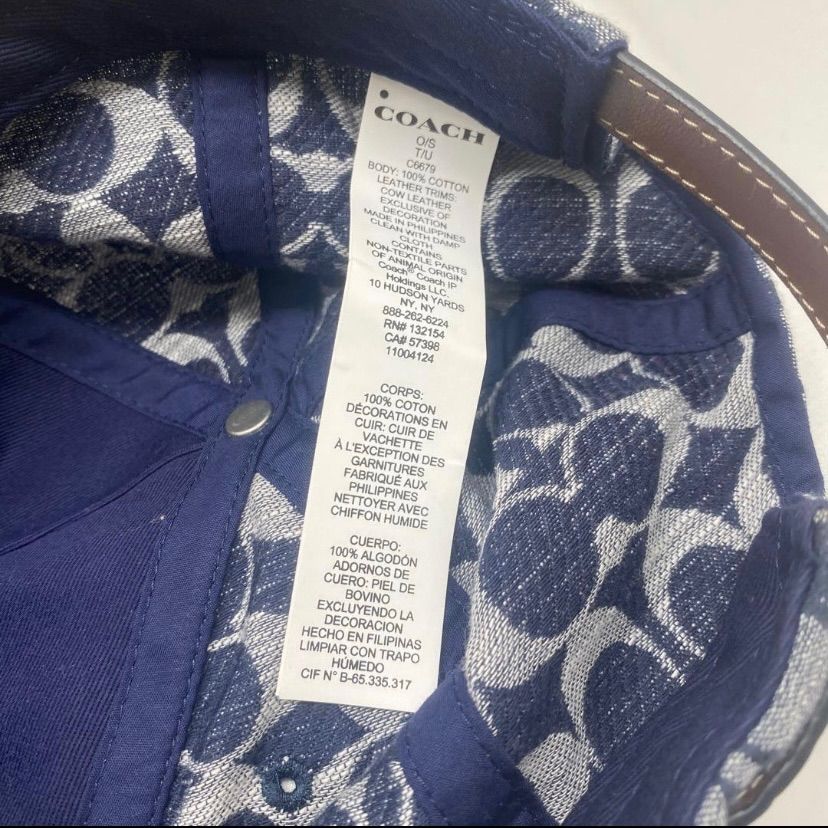 COACH
O/S
T/U
C6679
BODY: 100% COTTON
LEATHER TRIMS:
COW LEATHER
EXCLUSIVE OF
DECORATION
MADE IN PHILIPPINES
CLEAN WITH DAMP
CLOTH
CONTAINS
NON-TEXTILE PARTS
OF ANIMAL ORIGIN
Coach® Coach IP
Holdings LLC.
10 HUDSON YARDS
NY, NY
888-262-6224
RN# 132154
CA# 57398
11004124
CORPS:
100% COTON
DÉCORATIONS EN
CUIR: CUIR DE
VACHETTE
À L'EXCEPTION DES
GARNITURES
FABRIQUÉ AUX
PHILIPPINES
NETTOYER AVEC
CHIFFON HUMIDE
CUERPO:
100% ALGODÓN
ADORNOS DE
CUERO: PIEL DE
BOVINO
EXCLUYENDO LA
DECORACION
HECHO EN FILIPINAS
LIMPIAR CON TRAPO
HÚMEDO
CIF N° B-65.335.317